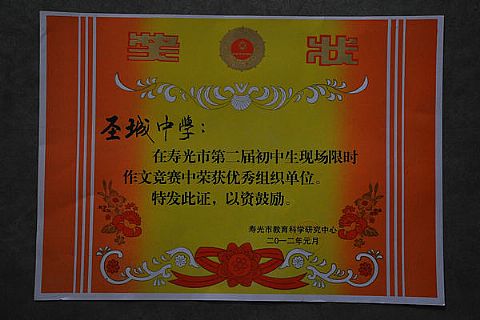 奖状
圣城中学：
在寿光市第二届初中生现场限时
作文竞赛中荣获优秀组织单位。
特发此证，以资鼓励。
寿光市教育科学研究中心
二〇一二年元月